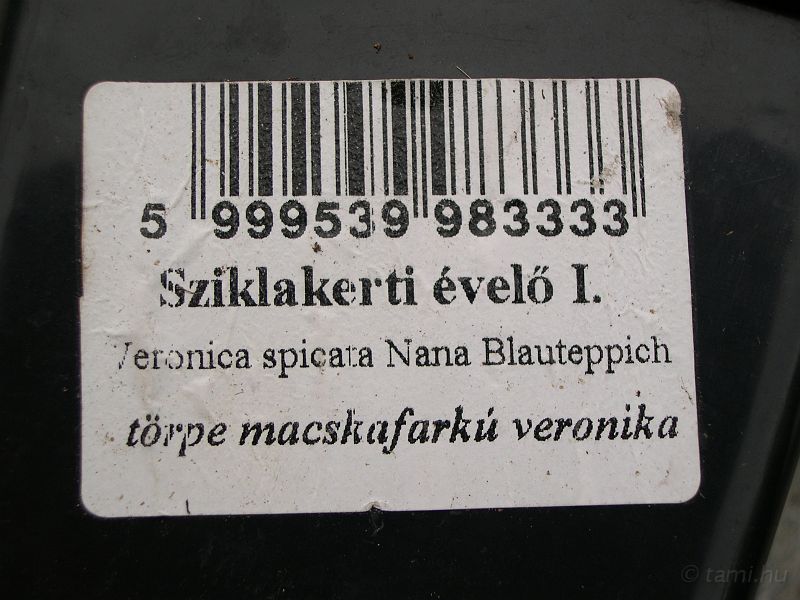 5 999539 983333
Sziklakerti évelő I.
Veronica spicata Nana Blauteppich
törpe macskafarkú veronika
© tami.hu